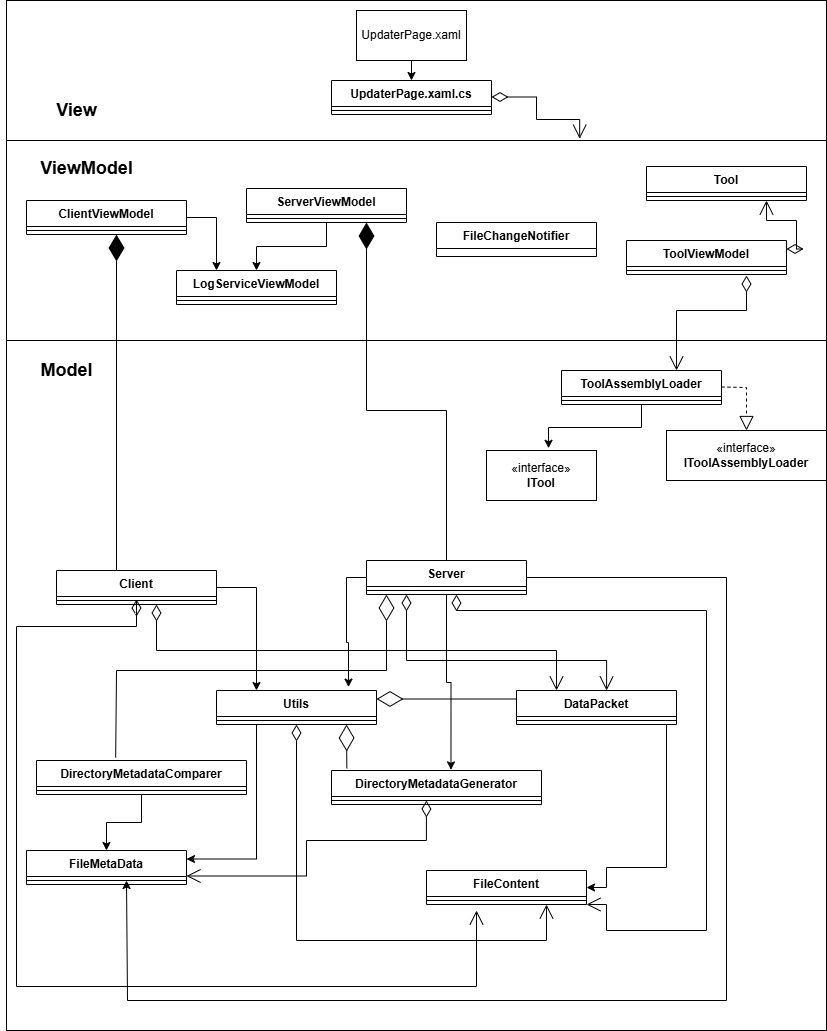 UpdaterPage.xaml
UpdaterPage.xaml.cs
View
ViewModel
ClientViewModel
ServerViewModel
Tool
FileChangeNotifier
ToolViewModel
LogServiceViewModel
Model
ToolAssemblyLoader
«interface»
ITool
«interface»
IToolAssemblyLoader
Client
Server
Utils
DataPacket
DirectoryMetadataComparer
DirectoryMetadataGenerator
FileMetaData
FileContent